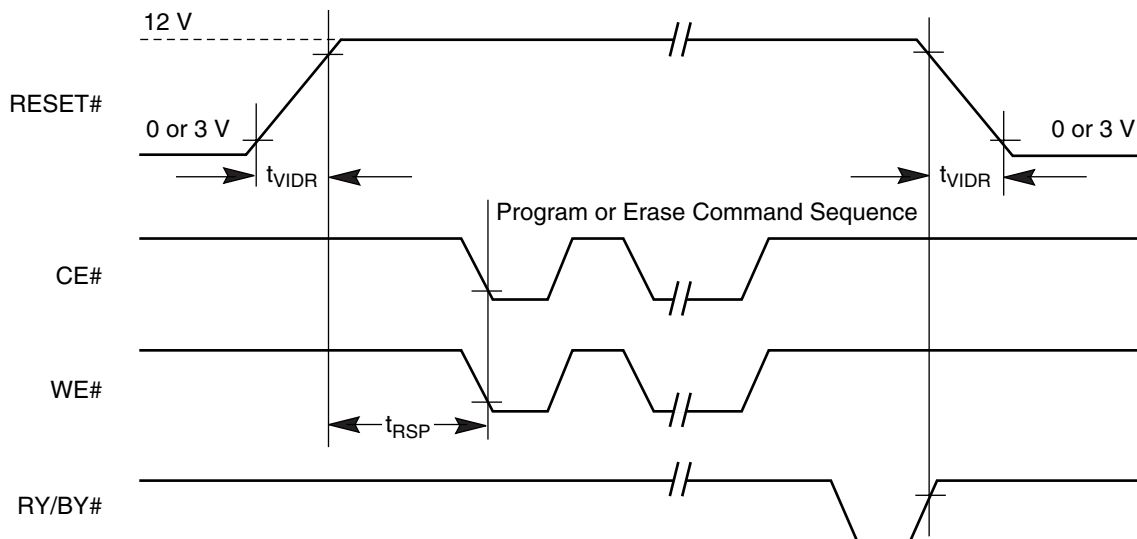 12 V
RESET#
0 or 3 V
0 or 3 V
tVIDR
tVIDR
Program or Erase Command Sequence
CE#
WE#
tRSP
RY/BY#